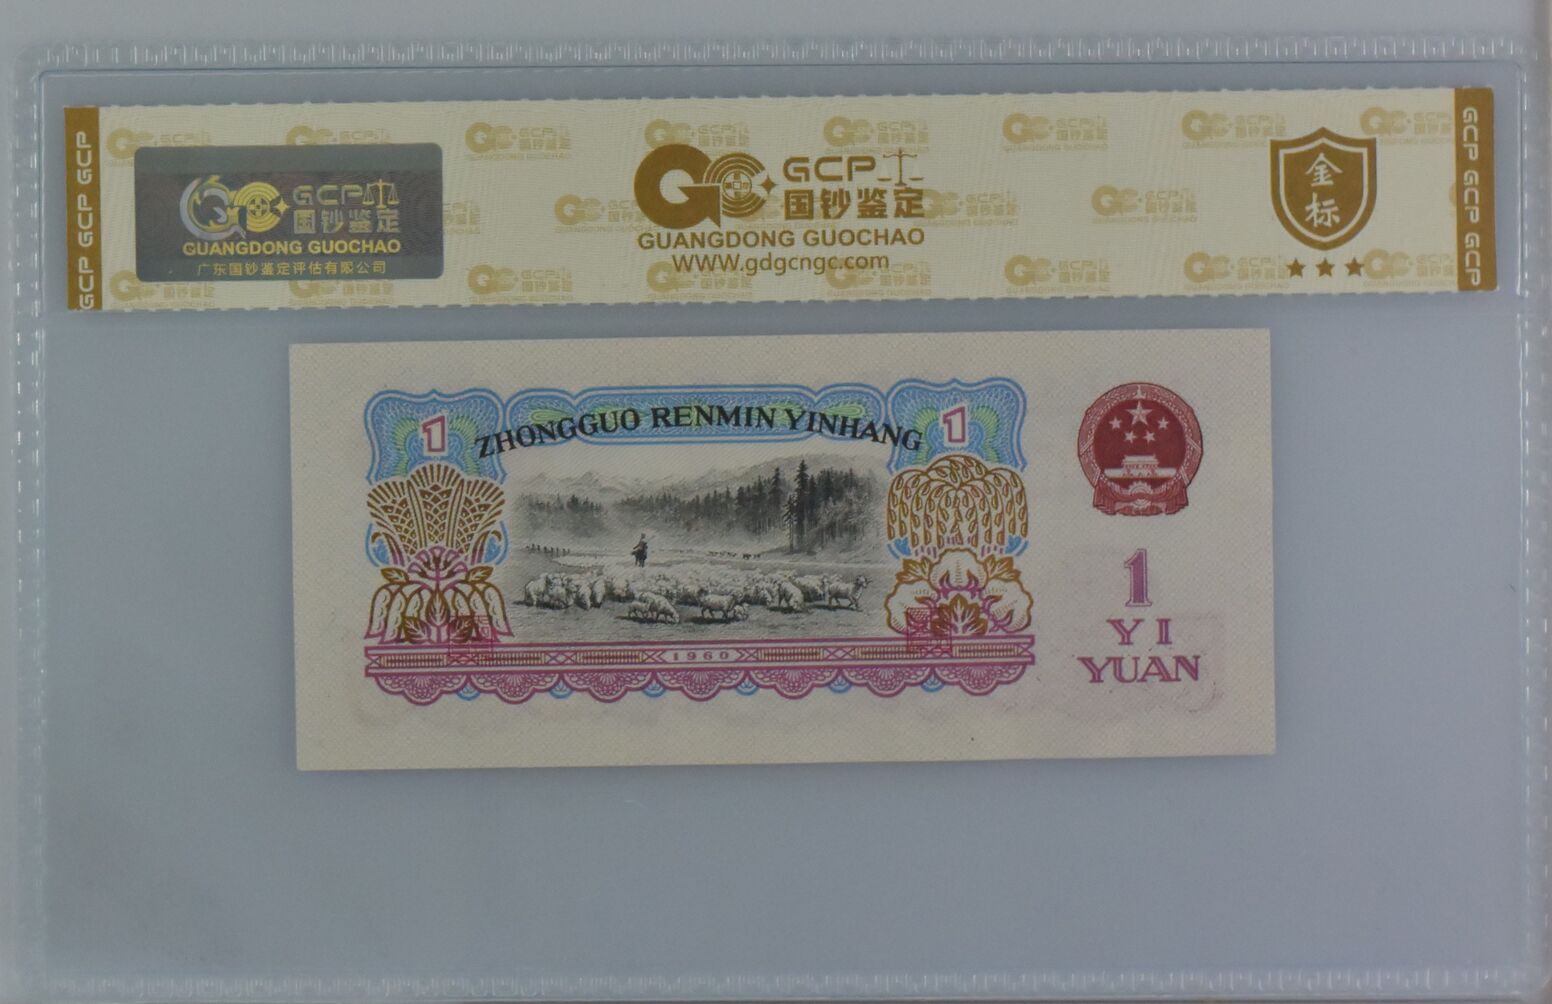 GCP GCP GCP
GCP
国钞鉴定
GUANGDONG GUOCHAO
广东国钞鉴定评估有限公司
GCP
国钞鉴定
GUANGDONG GUOCHAO
WWW.gdgcngc.com
金
标
GCP GCP GCP
1
ZHONGGUO RENMIN YINHANG
1
1960
1
YI
YUAN